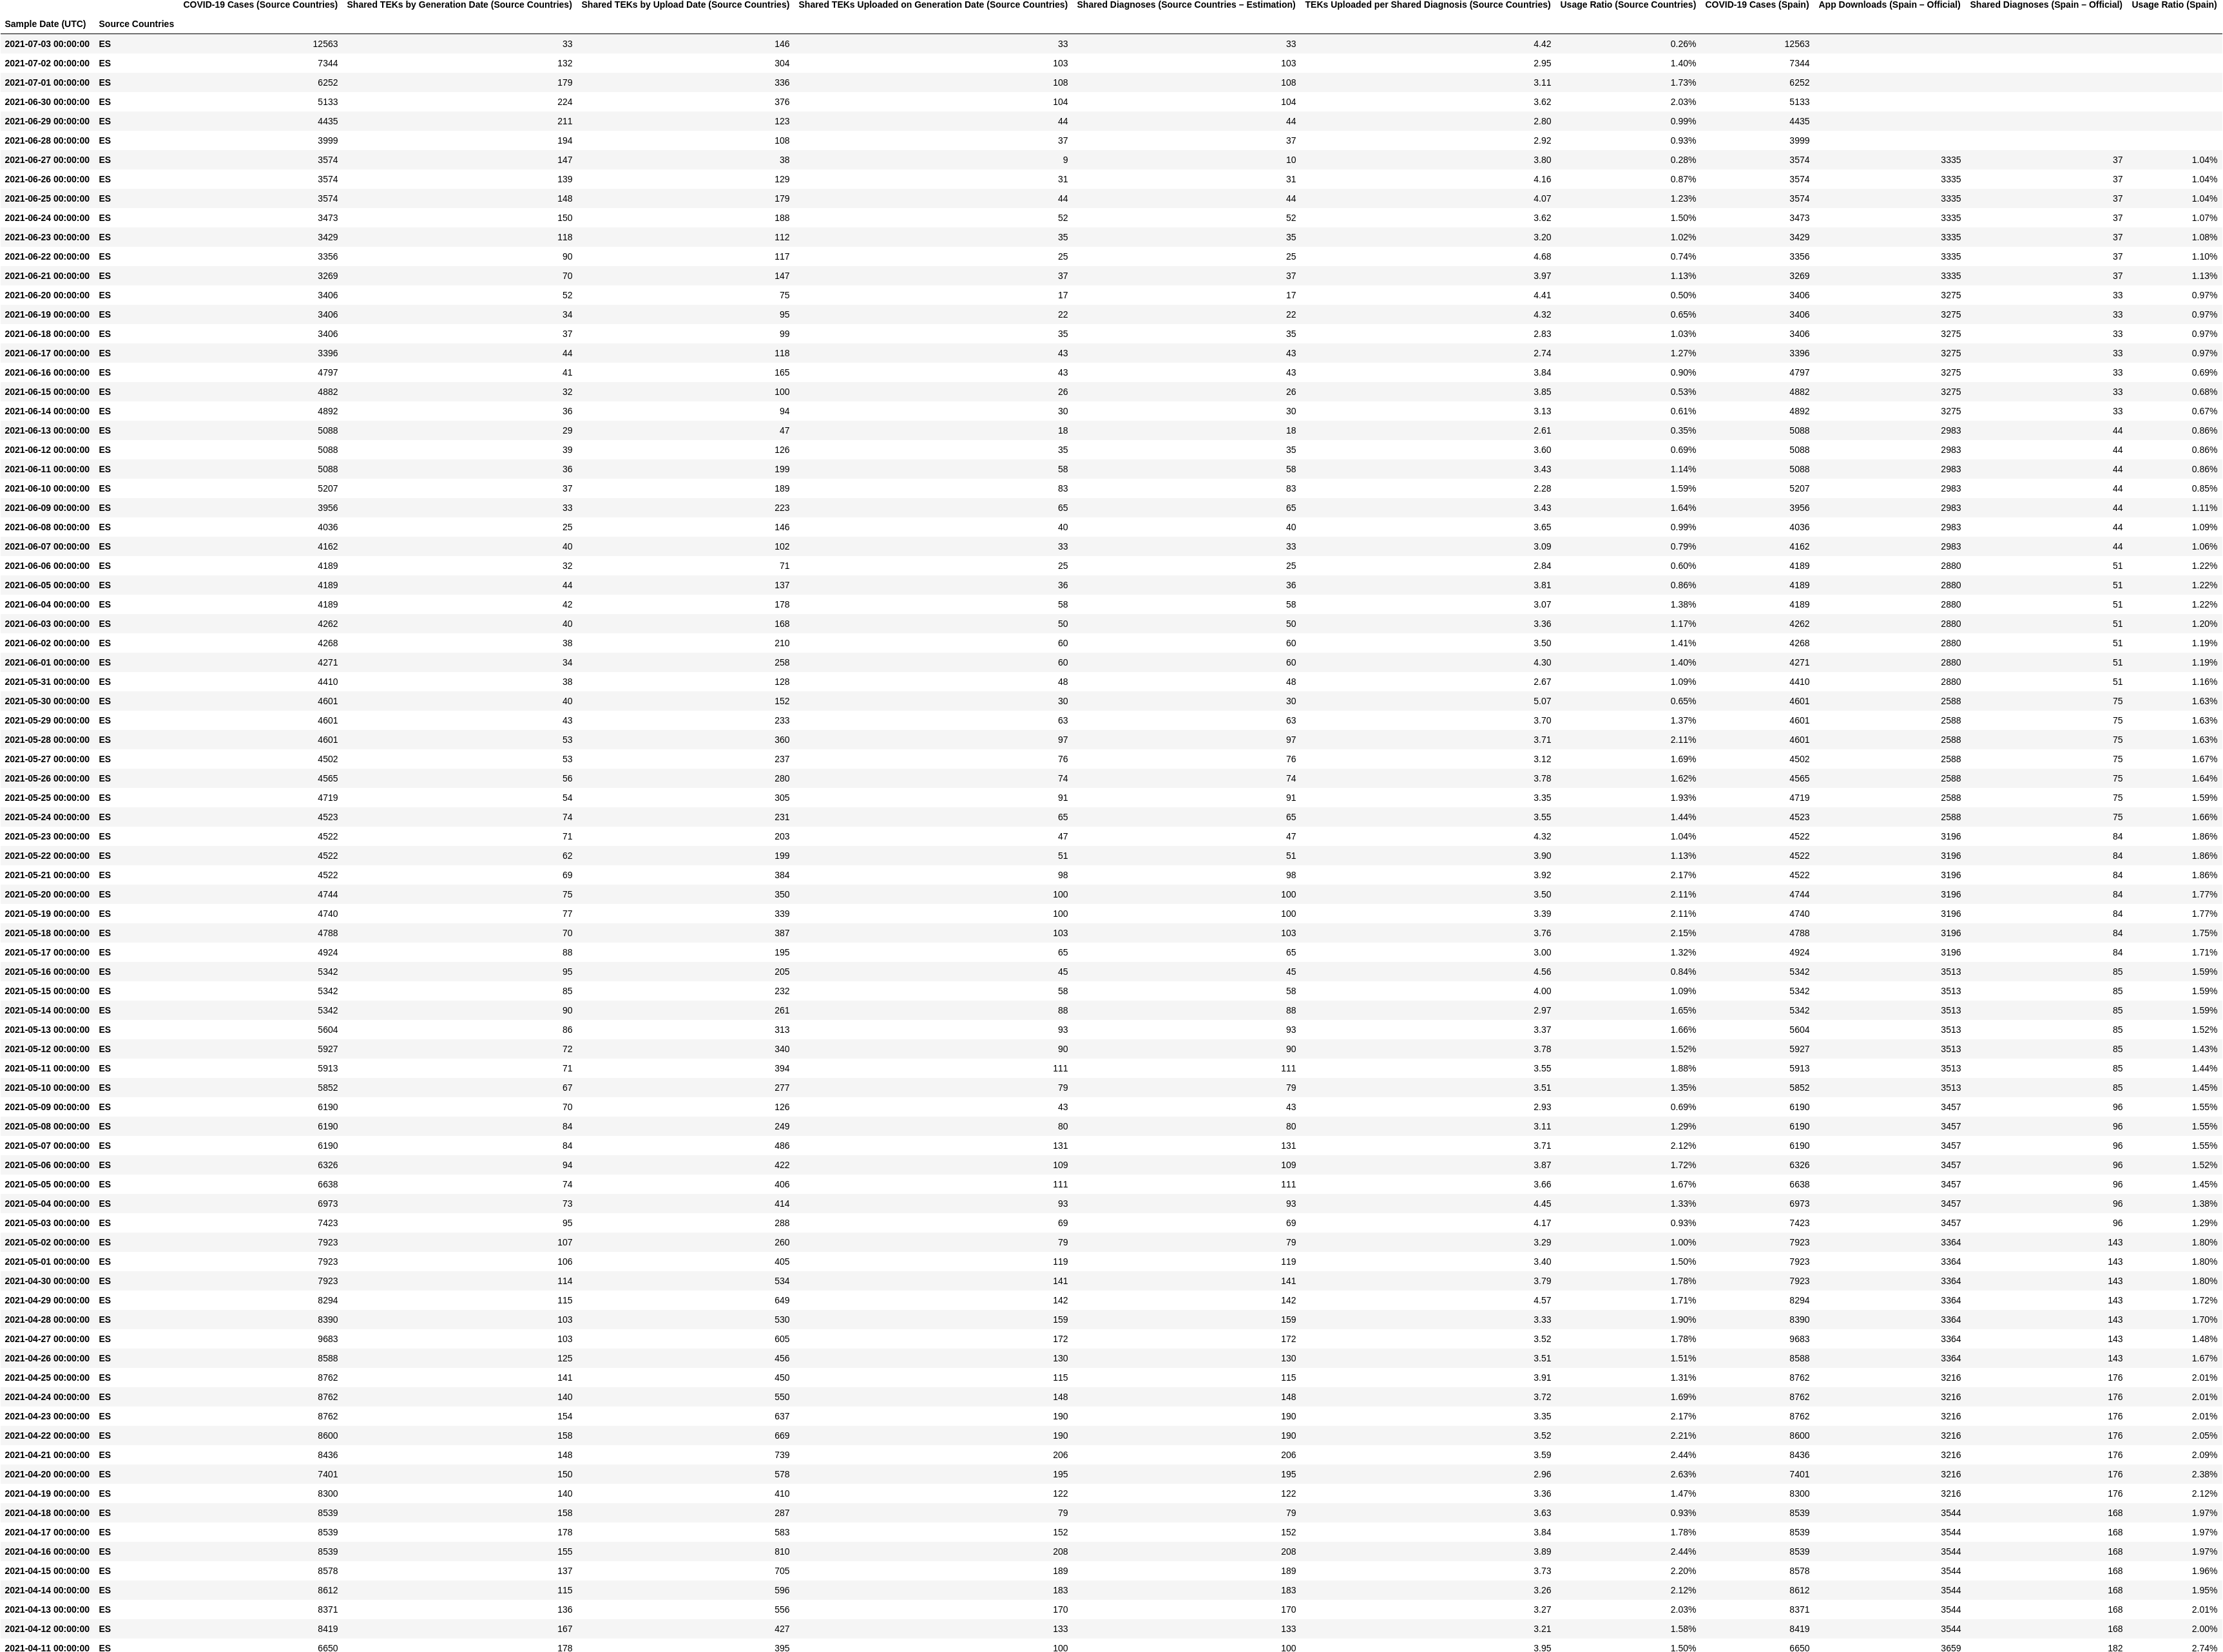 COVID-19 Cases (Source Countries) Shared TEKs by Generation Date (Source Countries) Shared TEKs by Upload Date (Source Countries) Shared TEKs Uploaded on Generation Date (Source Countries) Shared Diagnoses (Source Countries – Estimation) TEKs Uploaded per Shared Diagnosis (Source Countries) Usage Ratio (Source Countries) COVID-19 Cases (Spain) App Downloads (Spain – Official) Shared Diagnoses (Spain – Official) Usage Ratio (Spain)
Sample Date (UTC) Source Countries
2021-07-03 00:00:00 ES 12563 33 146 33 33 4.42 0.26% 12563
2021-07-02 00:00:00 ES 7344 132 304 103 103 2.95 1.40% 7344
2021-07-01 00:00:00 ES 6252 179 336 108 108 3.11 1.73% 6252
2021-06-30 00:00:00 ES 5133 224 376 104 104 3.62 2.03% 5133
2021-06-29 00:00:00 ES 4435 211 123 44 44 2.80 0.99% 4435
2021-06-28 00:00:00 ES 3999 194 108 37 37 2.92 0.93% 3999
2021-06-27 00:00:00 ES 3574 147 38 9 10 3.80 0.28% 3574 3335 37 1.04%
2021-06-26 00:00:00 ES 3574 139 129 31 31 4.16 0.87% 3574 3335 37 1.04%
2021-06-25 00:00:00 ES 3574 148 179 44 44 4.07 1.23% 3574 3335 37 1.04%
2021-06-24 00:00:00 ES 3473 150 188 52 52 3.62 1.50% 3473 3335 37 1.07%
2021-06-23 00:00:00 ES 3429 118 112 35 35 3.20 1.02% 3429 3335 37 1.08%
2021-06-22 00:00:00 ES 3356 90 117 25 25 4.68 0.74% 3356 3335 37 1.10%
2021-06-21 00:00:00 ES 3269 70 147 37 37 3.97 1.13% 3269 3335 37 1.13%
2021-06-20 00:00:00 ES 3406 52 75 17 17 4.41 0.50% 3406 3275 33 0.97%
2021-06-19 00:00:00 ES 3406 34 95 22 22 4.32 0.65% 3406 3275 33 0.97%
2021-06-18 00:00:00 ES 3406 37 99 35 35 2.83 1.03% 3406 3275 33 0.97%
2021-06-17 00:00:00 ES 3396 44 118 43 43 2.74 1.27% 3396 3275 33 0.97%
2021-06-16 00:00:00 ES 4797 41 165 43 43 3.84 0.90% 4797 3275 33 0.69%
2021-06-15 00:00:00 ES 4882 32 100 26 26 3.85 0.53% 4882 3275 33 0.68%
2021-06-14 00:00:00 ES 4892 36 94 30 30 3.13 0.61% 4892 3275 33 0.67%
2021-06-13 00:00:00 ES 5088 29 47 18 18 2.61 0.35% 5088 2983 44 0.86%
2021-06-12 00:00:00 ES 5088 39 126 35 35 3.60 0.69% 5088 2983 44 0.86%
2021-06-11 00:00:00 ES 5088 36 199 58 58 3.43 1.14% 5088 2983 44 0.86%
2021-06-10 00:00:00 ES 5207 37 189 83 83 2.28 1.59% 5207 2983 44 0.85%
2021-06-09 00:00:00 ES 3956 33 223 65 65 3.43 1.64% 3956 2983 44 1.11%
2021-06-08 00:00:00 ES 4036 25 146 40 40 3.65 0.99% 4036 2983 44 1.09%
2021-06-07 00:00:00 ES 4162 40 102 33 33 3.09 0.79% 4162 2983 44 1.06%
2021-06-06 00:00:00 ES 4189 32 71 25 25 2.84 0.60% 4189 2880 51 1.22%
2021-06-05 00:00:00 ES 4189 44 137 36 36 3.81 0.86% 4189 2880 51 1.22%
2021-06-04 00:00:00 ES 4189 42 178 58 58 3.07 1.38% 4189 2880 51 1.22%
2021-06-03 00:00:00 ES 4262 40 168 50 50 3.36 1.17% 4262 2880 51 1.20%
2021-06-02 00:00:00 ES 4268 38 210 60 60 3.50 1.41% 4268 2880 51 1.19%
2021-06-01 00:00:00 ES 4271 34 258 60 60 4.30 1.40% 4271 2880 51 1.19%
2021-05-31 00:00:00 ES 4410 38 128 48 48 2.67 1.09% 4410 2880 51 1.16%
2021-05-30 00:00:00 ES 4601 40 152 30 30 5.07 0.65% 4601 2588 75 1.63%
2021-05-29 00:00:00 ES 4601 43 233 63 63 3.70 1.37% 4601 2588 75 1.63%
2021-05-28 00:00:00 ES 4601 53 360 97 97 3.71 2.11% 4601 2588 75 1.63%
2021-05-27 00:00:00 ES 4502 53 237 76 76 3.12 1.69% 4502 2588 75 1.67%
2021-05-26 00:00:00 ES 4565 56 280 74 74 3.78 1.62% 4565 2588 75 1.64%
2021-05-25 00:00:00 ES 4719 54 305 91 91 3.35 1.93% 4719 2588 75 1.59%
2021-05-24 00:00:00 ES 4523 74 231 65 65 3.55 1.44% 4523 2588 75 1.66%
2021-05-23 00:00:00 ES 4522 71 203 47 47 4.32 1.04% 4522 3196 84 1.86%
2021-05-22 00:00:00 ES 4522 62 199 51 51 3.90 1.13% 4522 3196 84 1.86%
2021-05-21 00:00:00 ES 4522 69 384 98 98 3.92 2.17% 4522 3196 84 1.86%
2021-05-20 00:00:00 ES 4744 75 350 100 100 3.50 2.11% 4744 3196 84 1.77%
2021-05-19 00:00:00 ES 4740 77 339 100 100 3.39 2.11% 4740 3196 84 1.77%
2021-05-18 00:00:00 ES 4788 70 387 103 103 3.76 2.15% 4788 3196 84 1.75%
2021-05-17 00:00:00 ES 4924 88 195 65 65 3.00 1.32% 4924 3196 84 1.71%
2021-05-16 00:00:00 ES 5342 95 205 45 45 4.56 0.84% 5342 3513 85 1.59%
2021-05-15 00:00:00 ES 5342 85 232 58 58 4.00 1.09% 5342 3513 85 1.59%
2021-05-14 00:00:00 ES 5342 90 261 88 88 2.97 1.65% 5342 3513 85 1.59%
2021-05-13 00:00:00 ES 5604 86 313 93 93 3.37 1.66% 5604 3513 85 1.52%
2021-05-12 00:00:00 ES 5927 72 340 90 90 3.78 1.52% 5927 3513 85 1.43%
2021-05-11 00:00:00 ES 5913 71 394 111 111 3.55 1.88% 5913 3513 85 1.44%
2021-05-10 00:00:00 ES 5852 67 277 79 79 3.51 1.35% 5852 3513 85 1.45%
2021-05-09 00:00:00 ES 6190 70 126 43 43 2.93 0.69% 6190 3457 96 1.55%
2021-05-08 00:00:00 ES 6190 84 249 80 80 3.11 1.29% 6190 3457 96 1.55%
2021-05-07 00:00:00 ES 6190 84 486 131 131 3.71 2.12% 6190 3457 96 1.55%
2021-05-06 00:00:00 ES 6326 94 422 109 109 3.87 1.72% 6326 3457 96 1.52%
2021-05-05 00:00:00 ES 6638 74 406 111 111 3.66 1.67% 6638 3457 96 1.45%
2021-05-04 00:00:00 ES 6973 73 414 93 93 4.45 1.33% 6973 3457 96 1.38%
2021-05-03 00:00:00 ES 7423 95 288 69 69 4.17 0.93% 7423 3457 96 1.29%
2021-05-02 00:00:00 ES 7923 107 260 79 79 3.29 1.00% 7923 3364 143 1.80%
2021-05-01 00:00:00 ES 7923 106 405 119 119 3.40 1.50% 7923 3364 143 1.80%
2021-04-30 00:00:00 ES 7923 114 534 141 141 3.79 1.78% 7923 3364 143 1.80%
2021-04-29 00:00:00 ES 8294 115 649 142 142 4.57 1.71% 8294 3364 143 1.72%
2021-04-28 00:00:00 ES 8390 103 530 159 159 3.33 1.90% 8390 3364 143 1.70%
2021-04-27 00:00:00 ES 9683 103 605 172 172 3.52 1.78% 9683 3364 143 1.48%
2021-04-26 00:00:00 ES 8588 125 456 130 130 3.51 1.51% 8588 3364 143 1.67%
2021-04-25 00:00:00 ES 8762 141 450 115 115 3.91 1.31% 8762 3216 176 2.01%
2021-04-24 00:00:00 ES 8762 140 550 148 148 3.72 1.69% 8762 3216 176 2.01%
2021-04-23 00:00:00 ES 8762 154 637 190 190 3.35 2.17% 8762 3216 176 2.01%
2021-04-22 00:00:00 ES 8600 158 669 190 190 3.52 2.21% 8600 3216 176 2.05%
2021-04-21 00:00:00 ES 8436 148 739 206 206 3.59 2.44% 8436 3216 176 2.09%
2021-04-20 00:00:00 ES 7401 150 578 195 195 2.96 2.63% 7401 3216 176 2.38%
2021-04-19 00:00:00 ES 8300 140 410 122 122 3.36 1.47% 8300 3216 176 2.12%
2021-04-18 00:00:00 ES 8539 158 287 79 79 3.63 0.93% 8539 3544 168 1.97%
2021-04-17 00:00:00 ES 8539 178 583 152 152 3.84 1.78% 8539 3544 168 1.97%
2021-04-16 00:00:00 ES 8539 155 810 208 208 3.89 2.44% 8539 3544 168 1.97%
2021-04-15 00:00:00 ES 8578 137 705 189 189 3.73 2.20% 8578 3544 168 1.96%
2021-04-14 00:00:00 ES 8612 115 596 183 183 3.26 2.12% 8612 3544 168 1.95%
2021-04-13 00:00:00 ES 8371 136 556 170 170 3.27 2.03% 8371 3544 168 2.01%
2021-04-12 00:00:00 ES 8419 167 427 133 133 3.21 1.58% 8419 3544 168 2.00%
2021-04-11 00:00:00 ES 6650 178 395 100 100 3.95 1.50% 6650 3659 182 2.74%